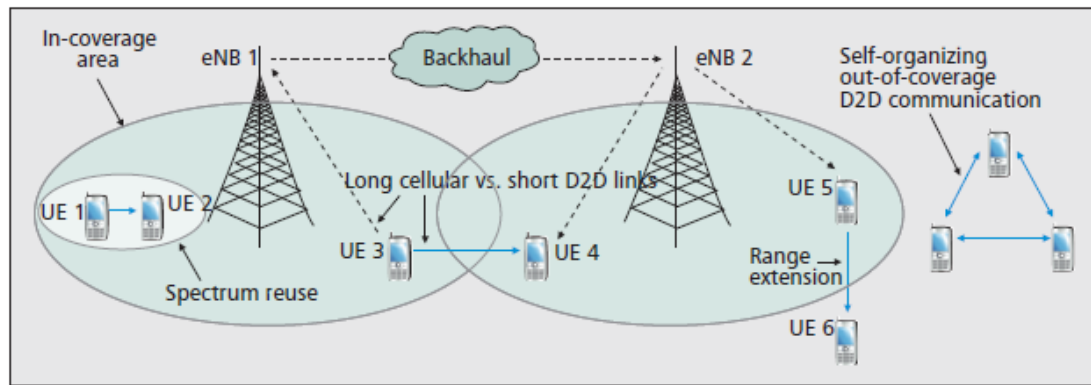 In-coverage
area
eNB 1
Backhaul
eNB 2
Self-organizing
out-of-coverage
D2D communication
Long cellular vs. short D2D links
UE 1
UE 2
UE 5
UE 3
UE 4
Range
extension
Spectrum reuse
UE 6